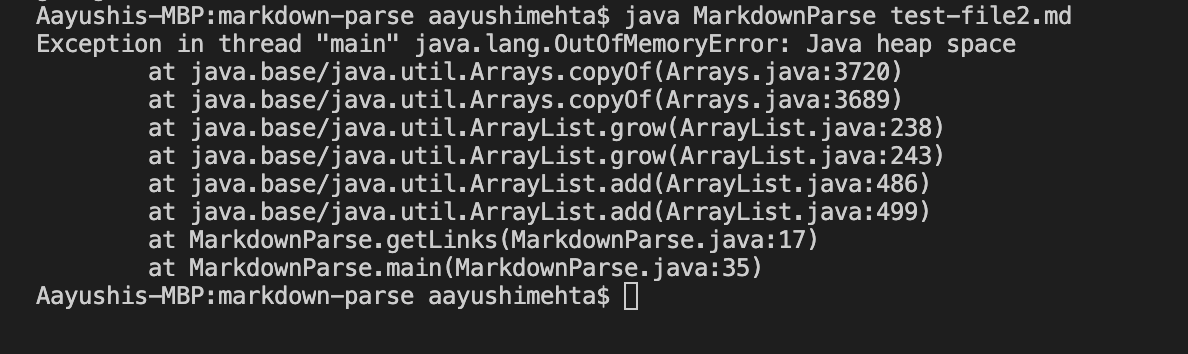 Aayushis-MBP:markdown-parse aayushimehta$ java MarkdownParse test-file2.md
Exception in thread "main" java.lang.OutOfMemoryError: Java heap space
        at java.base/java.util.Arrays.copyOf(Arrays.java:3720)
        at java.base/java.util.Arrays.copyOf(Arrays.java:3689)
        at java.base/java.util.ArrayList.grow(ArrayList.java:238)
        at java.base/java.util.ArrayList.grow(ArrayList.java:243)
        at java.base/java.util.ArrayList.add(ArrayList.java:486)
        at java.base/java.util.ArrayList.add(ArrayList.java:499)
        at MarkdownParse.getLinks(MarkdownParse.java:17)
        at MarkdownParse.main(MarkdownParse.java:35)
Aayushis-MBP:markdown-parse aayushimehta$